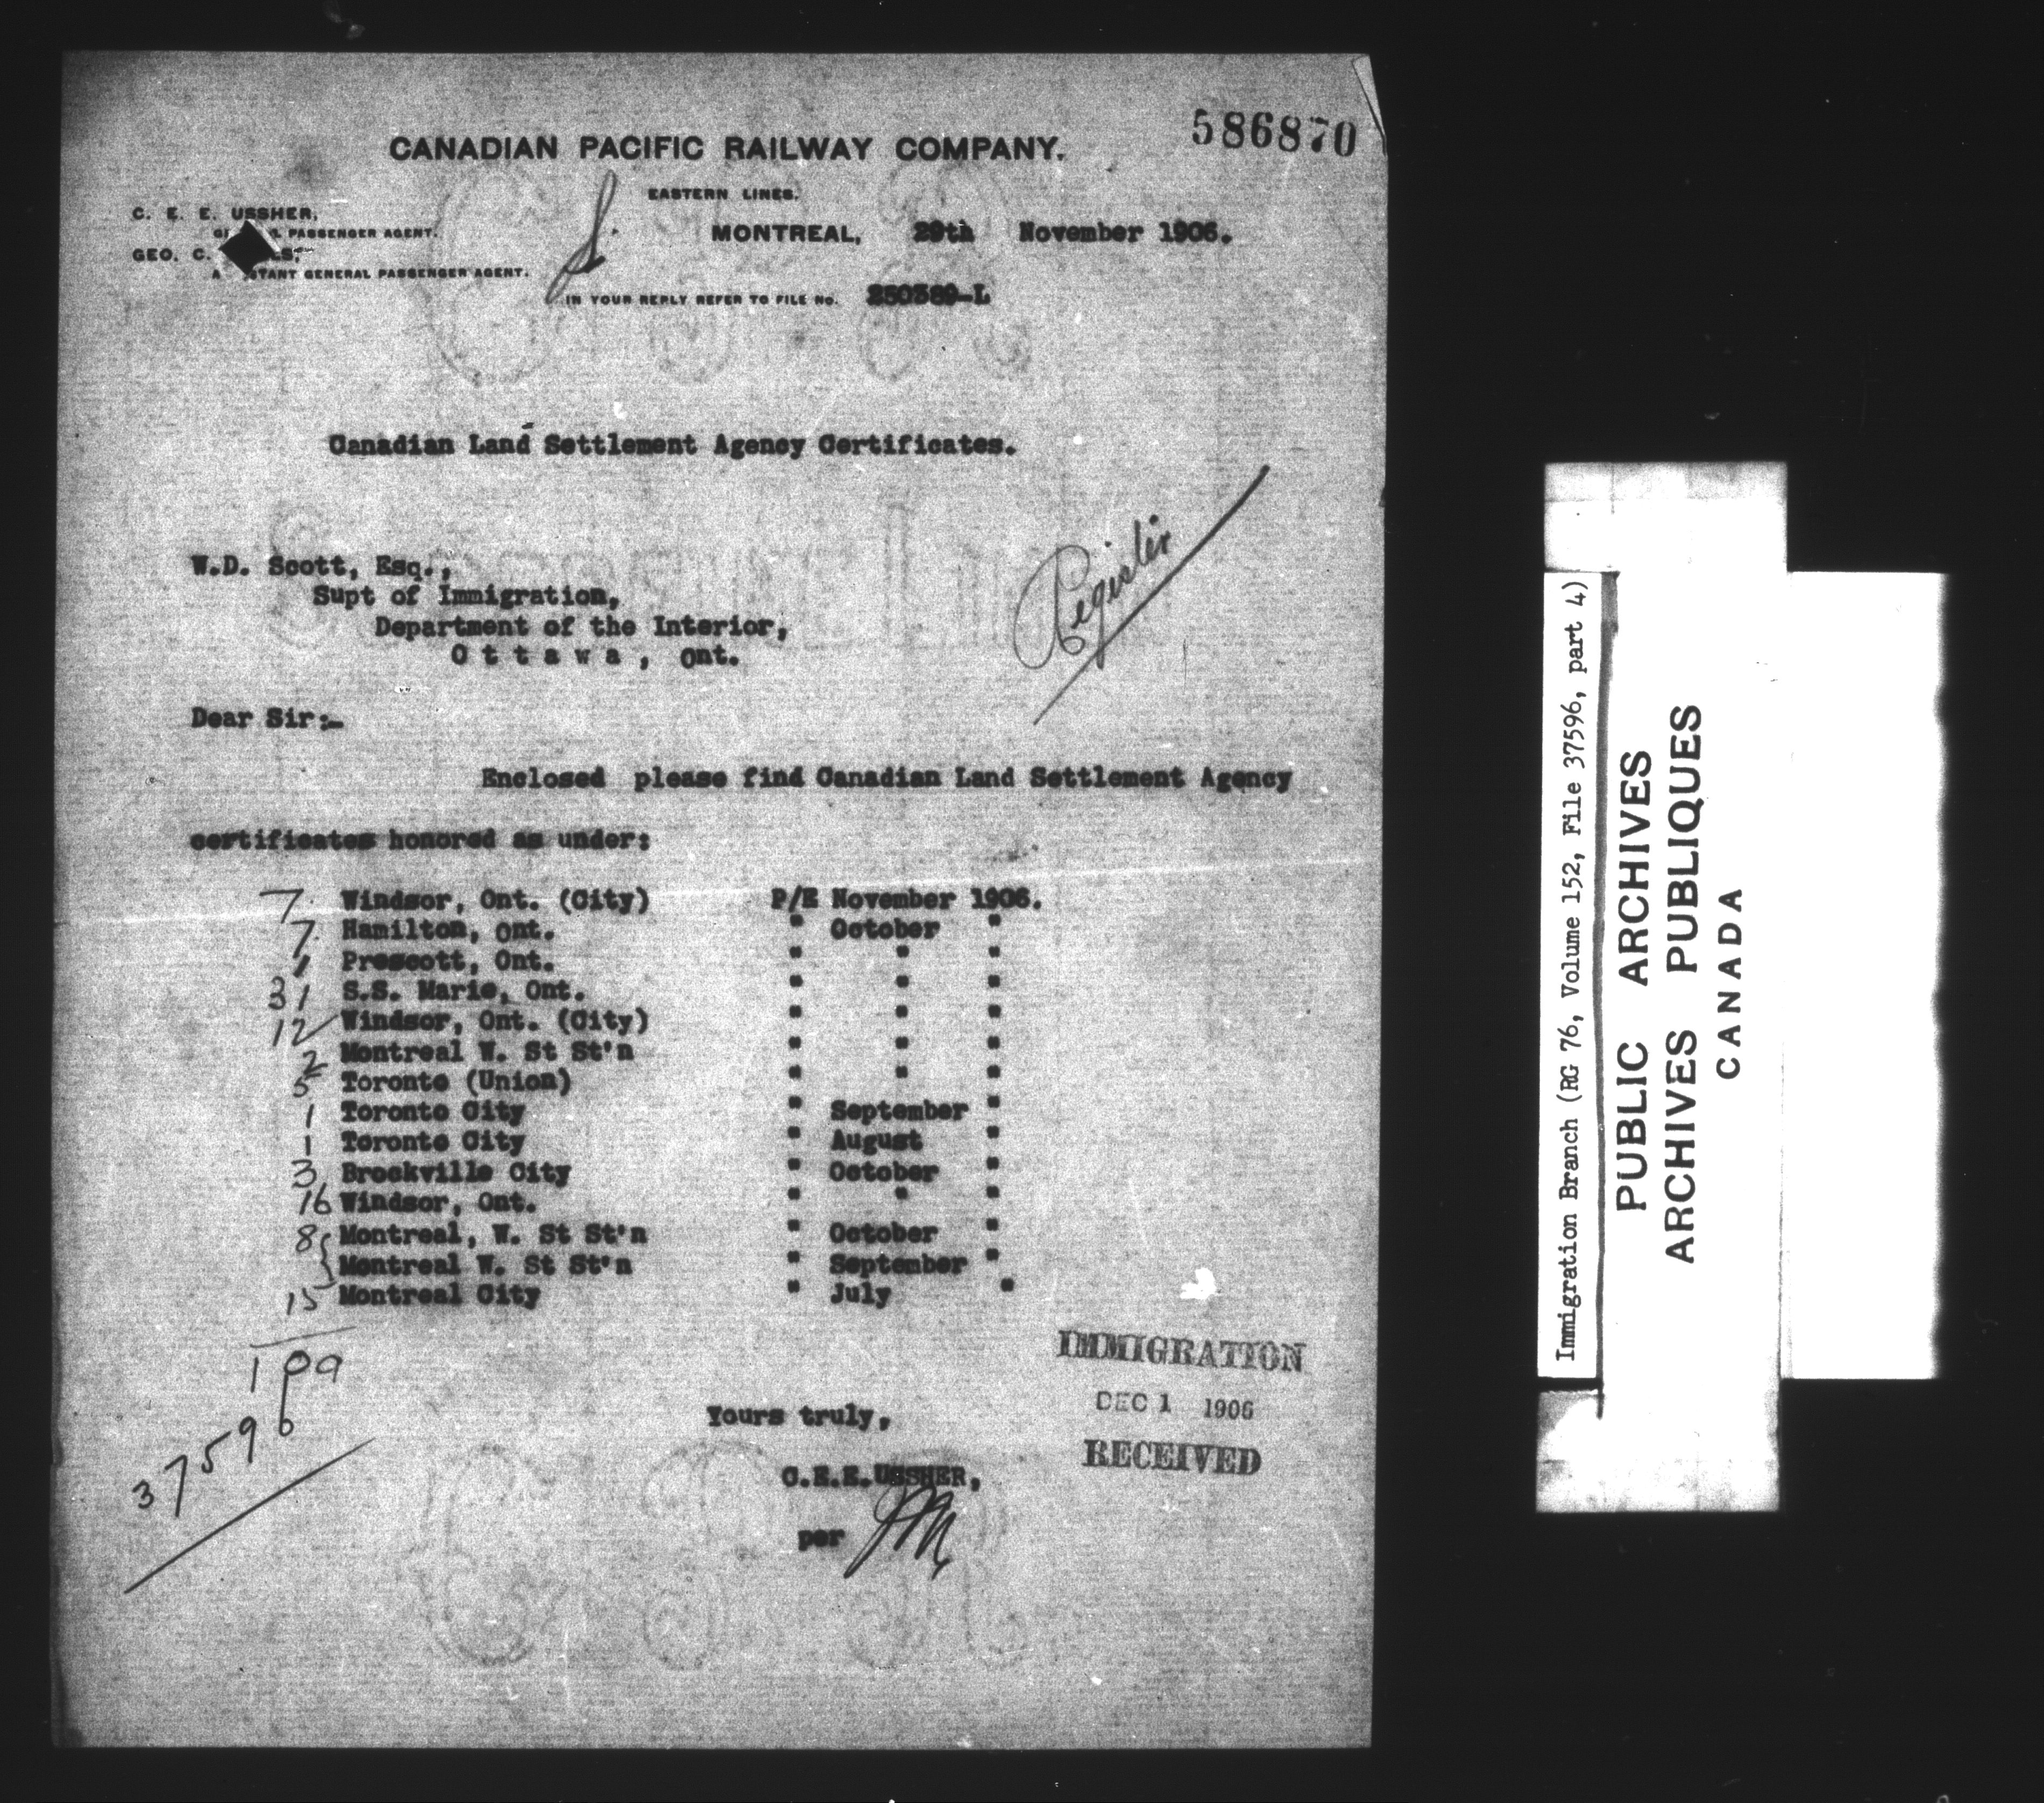 586870
CANADIAN PACIFIC RAILWAY COMPANY.
EASTERN LINES.
C. E. E. USSHER,
PASSENGER AGENT.
MONTREAL, 29th November 1906.
GEO. C.
GENERAL PASSENGER AGENT.
IN YOUR REPLY REFER TO FILE No. 250389-L
Canadian Land Settlement Agency Certificates.
Register
W.D. Scott, Esq.,
Supt of Immigration,
Department of the Interior,
O t t a w a , Ont.
Dear Sir:-
Enclosed please find Canadian Land Settlement Agency
certificates honored as under:
7 Windsor, Ont. (City) P/E November 1906.
7 Hamilton, Ont. " October "
1 Prescott, Ont. " " "
31 S.S. Marie, Ont. " " "
12 Windsor, Ont. (City) " " "
2 Montreal W. St St'n " " "
5 Toronto (Union) " " "
1 Toronto City " September "
1 Toronto City " August "
3 Brockville City " October "
16 Windsor, Ont. " " "
8 { Montreal, W. St St'n " October "
Montreal W. St St'n " September "
15 Montreal City " July "
109
37596
IMMIGRATION
DEC 1 1906
RECEIVED
Yours truly,
C.E.E.USSHER,
per
Immigration Branch (RG 76, Volume 152, File 37596, part 4)
PUBLIC ARCHIVES
ARCHIVES PUBLIQUES
CANADA